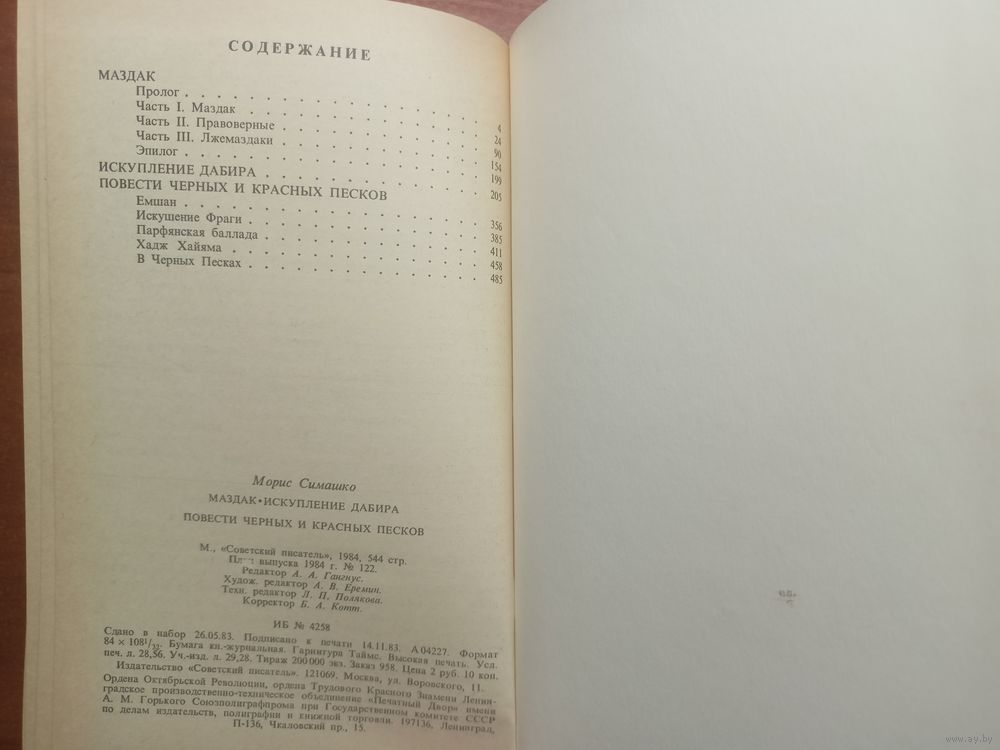 СОДЕРЖАНИЕ
МАЗДАК
Пролог . . . . . . . . . . . . . . . . . 4
Часть I. Маздак . . . . . . . . . . . . . . 24
Часть II. Правоверные . . . . . . . . . . . . 90
Часть III. Лжемаздаки . . . . . . . . . . . . 154
Эпилог . . . . . . . . . . . . . . . . . 199
ИСКУПЛЕНИЕ ДАБИРА . . . . . . . . . . . . . 205
ПОВЕСТИ ЧЕРНЫХ И КРАСНЫХ ПЕСКОВ
Емшан . . . . . . . . . . . . . . . . . 356
Искушение Фраги . . . . . . . . . . . . . . 385
Парфянская баллада . . . . . . . . . . . . . 411
Хадж Хайяма . . . . . . . . . . . . . . . 458
В Черных Песках . . . . . . . . . . . . . . 485
Морис Симашко
МАЗДАК•ИСКУПЛЕНИЕ ДАБИРА
ПОВЕСТИ ЧЕРНЫХ И КРАСНЫХ ПЕСКОВ
М., «Советский писатель», 1984, 544 стр.
выпуска 1984 г. № 122.
Редактор А. А. Гангнус.
Худож. редактор А. В. Еремин.
Техн. редактор Л. П. Полякова.
Корректор Б. А. Котт.
ИБ № 4258
Сдано в набор 26.05.83. Подписано к печати 14.11.83. А 04227. Формат
84 × 108 1/32. Бумага кн.-журнальная. Гарнитура Таймс. Высокая печать. Усл.
печ. л. 28,56. Уч.-изд. л. 29,28. Тираж 200 000 экз. Заказ 958. Цена 2 руб. 10 коп.
Издательство «Советский писатель». 121069. Москва, ул. Воровского, 11.
Ордена Октябрьской Революции, ордена Трудового Красного Знамени Ленин-
градское производственно-техническое объединение «Печатный Двор» имени
А. М. Горького Союзполиграфпрома при Государственном комитете СССР
по делам издательств, полиграфии и книжной торговли. 197136, Ленинград,
П-136, Чкаловский пр., 15.
www.ay.by